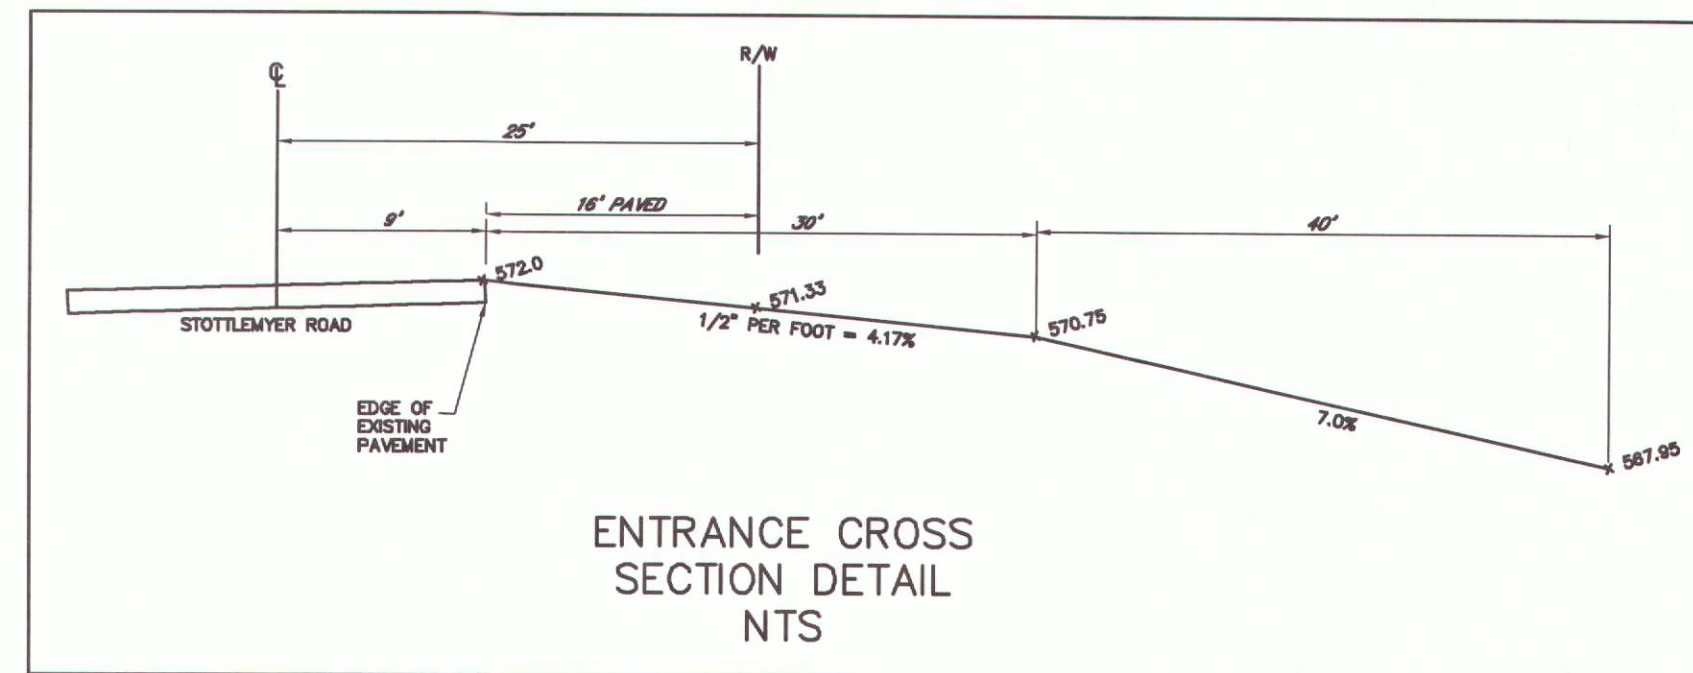 ℄
R/W
25'
16' PAVED
9'
30'
40'
572.0
571.33
570.75
567.95
STOTTLEMYER ROAD
1/2" PER FOOT = 4.17%
7.0%
EDGE OF
EXISTING
PAVEMENT
ENTRANCE CROSS
SECTION DETAIL
NTS